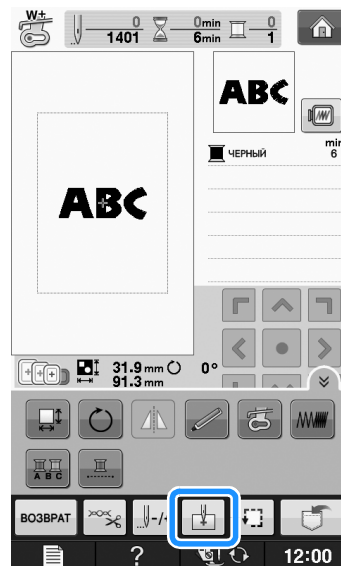 W+
0 0min 0
1401 6min 1
ABC
min
ЧЕРНЫЙ 6
ABC
31.9 mm 0°
91.3 mm
A B C
ВОЗВРАТ -/+
? 12:00